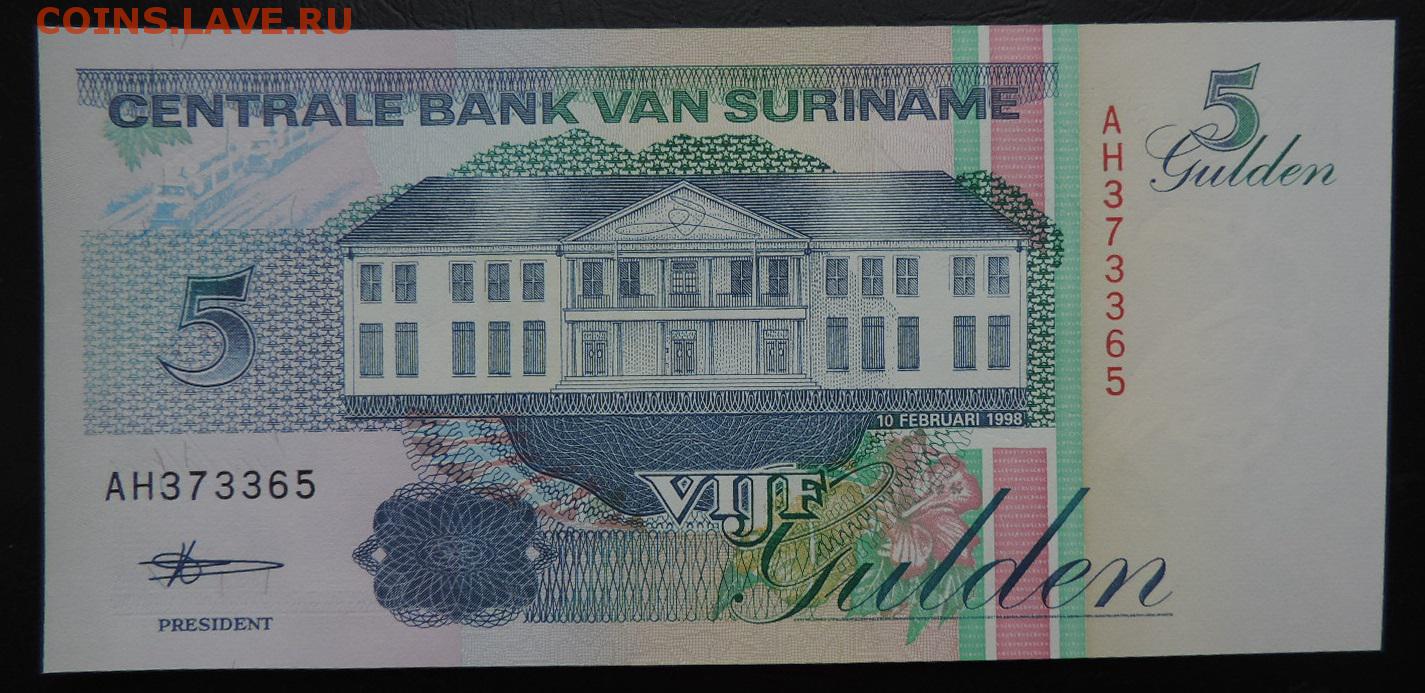 COINS.LAVE.RU
CENTRALE BANK VAN SURINAME
5
Gulden
AH373365
5
10 FEBRUARI 1998
AH373365
VIJF
Gulden
PRESIDENT